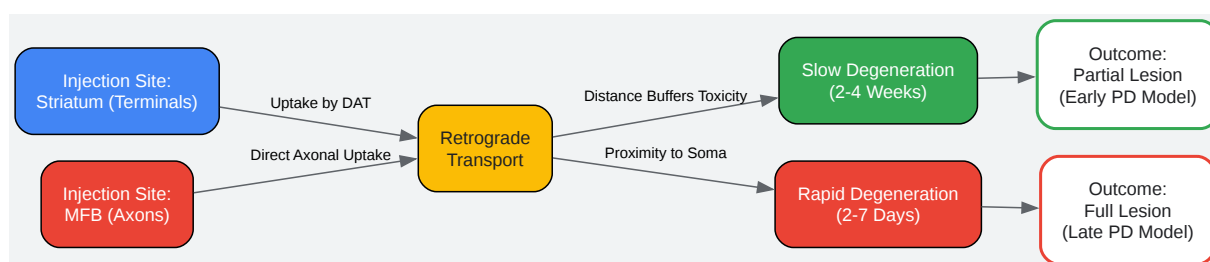 Injection Site:
Striatum (Terminals)
Uptake by DAT
Injection Site:
MFB (Axons)
Direct Axonal Uptake
Retrograde
Transport
Distance Buffers Toxicity
Proximity to Soma
Slow Degeneration
(2-4 Weeks)
Rapid Degeneration
(2-7 Days)
Outcome:
Partial Lesion
(Early PD Model)
Outcome:
Full Lesion
(Late PD Model)